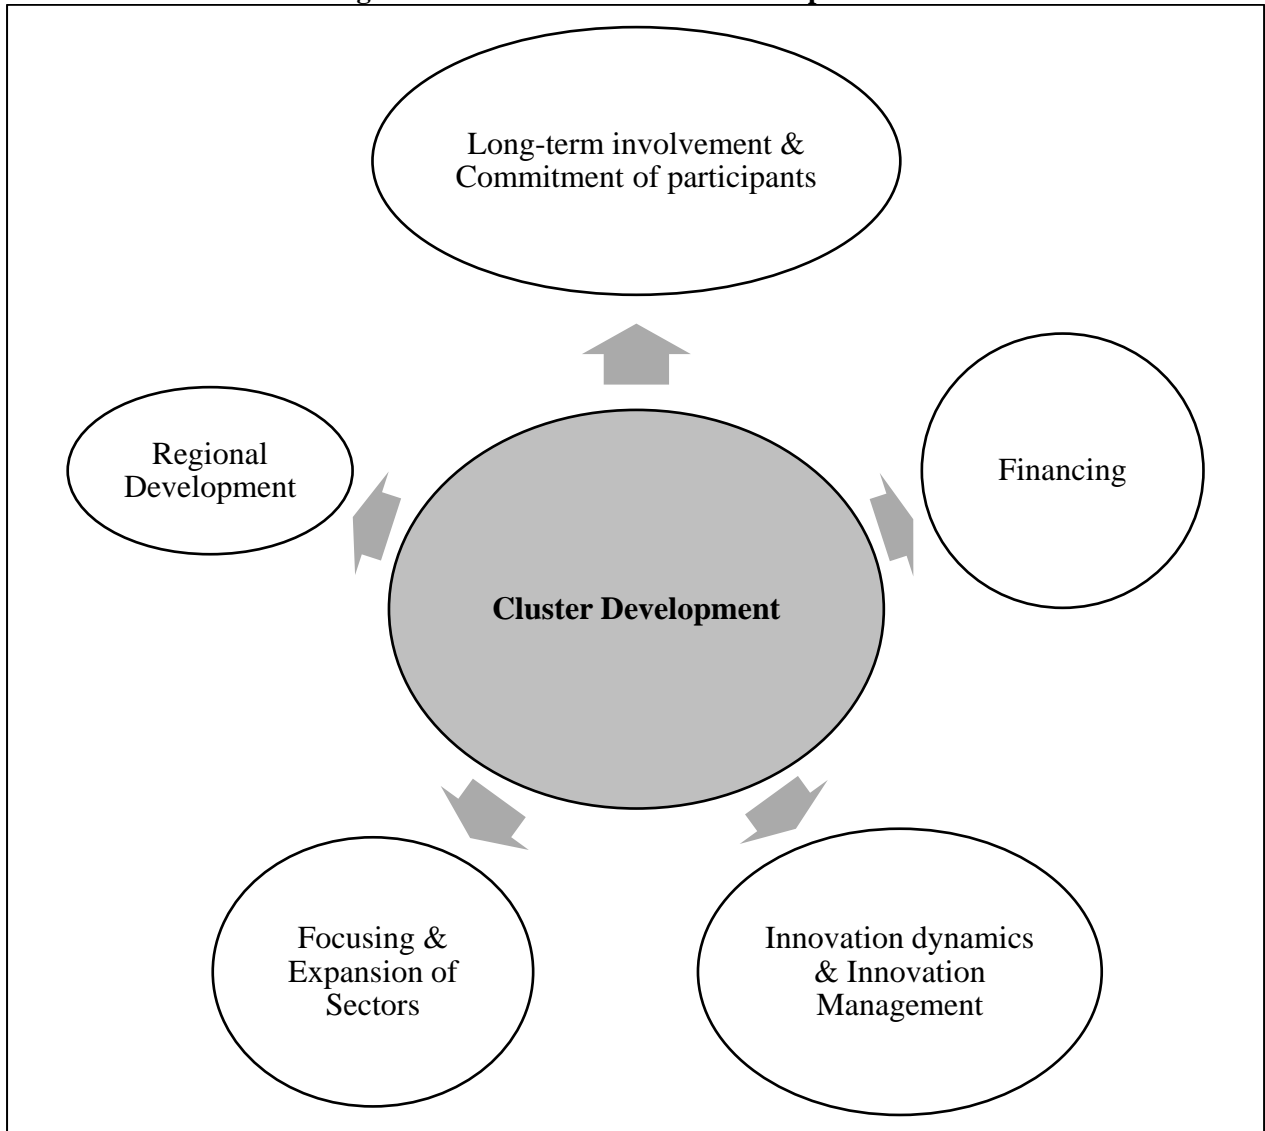 Long-term involvement &
Commitment of participants
Regional
Development
Financing
Cluster Development
Focusing &
Expansion of
Sectors
Innovation dynamics
& Innovation
Management